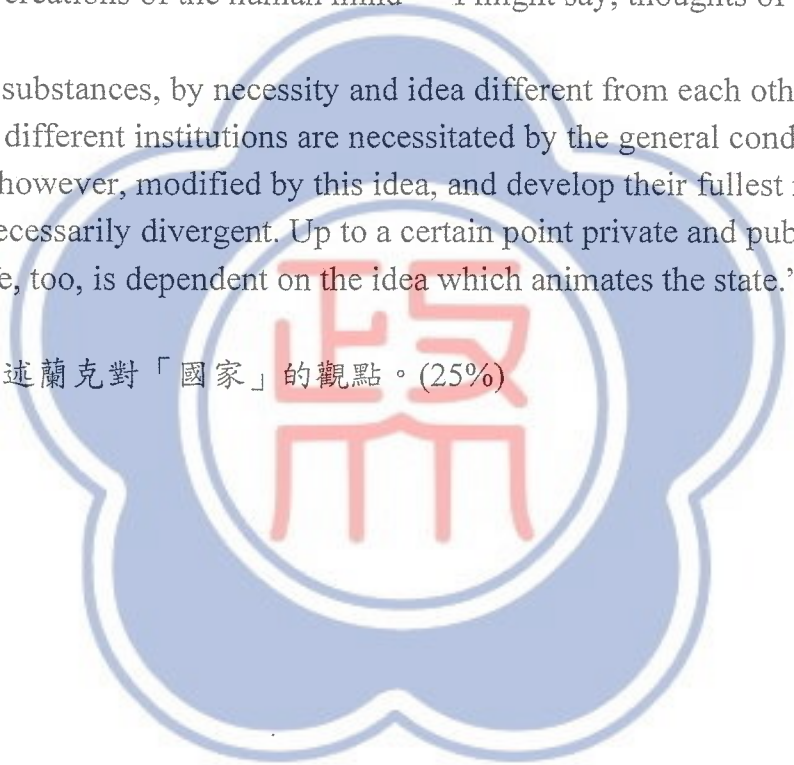 creations of the human mind — I might say, thoughts of
substances, by necessity and idea different from each oth
different institutions are necessitated by the general cond
however, modified by this idea, and develop their fullest
ecessarily divergent. Up to a certain point private and pub
e, too, is dependent on the idea which animates the state.”
述蘭克對「國家」的觀點。(25%)
政大